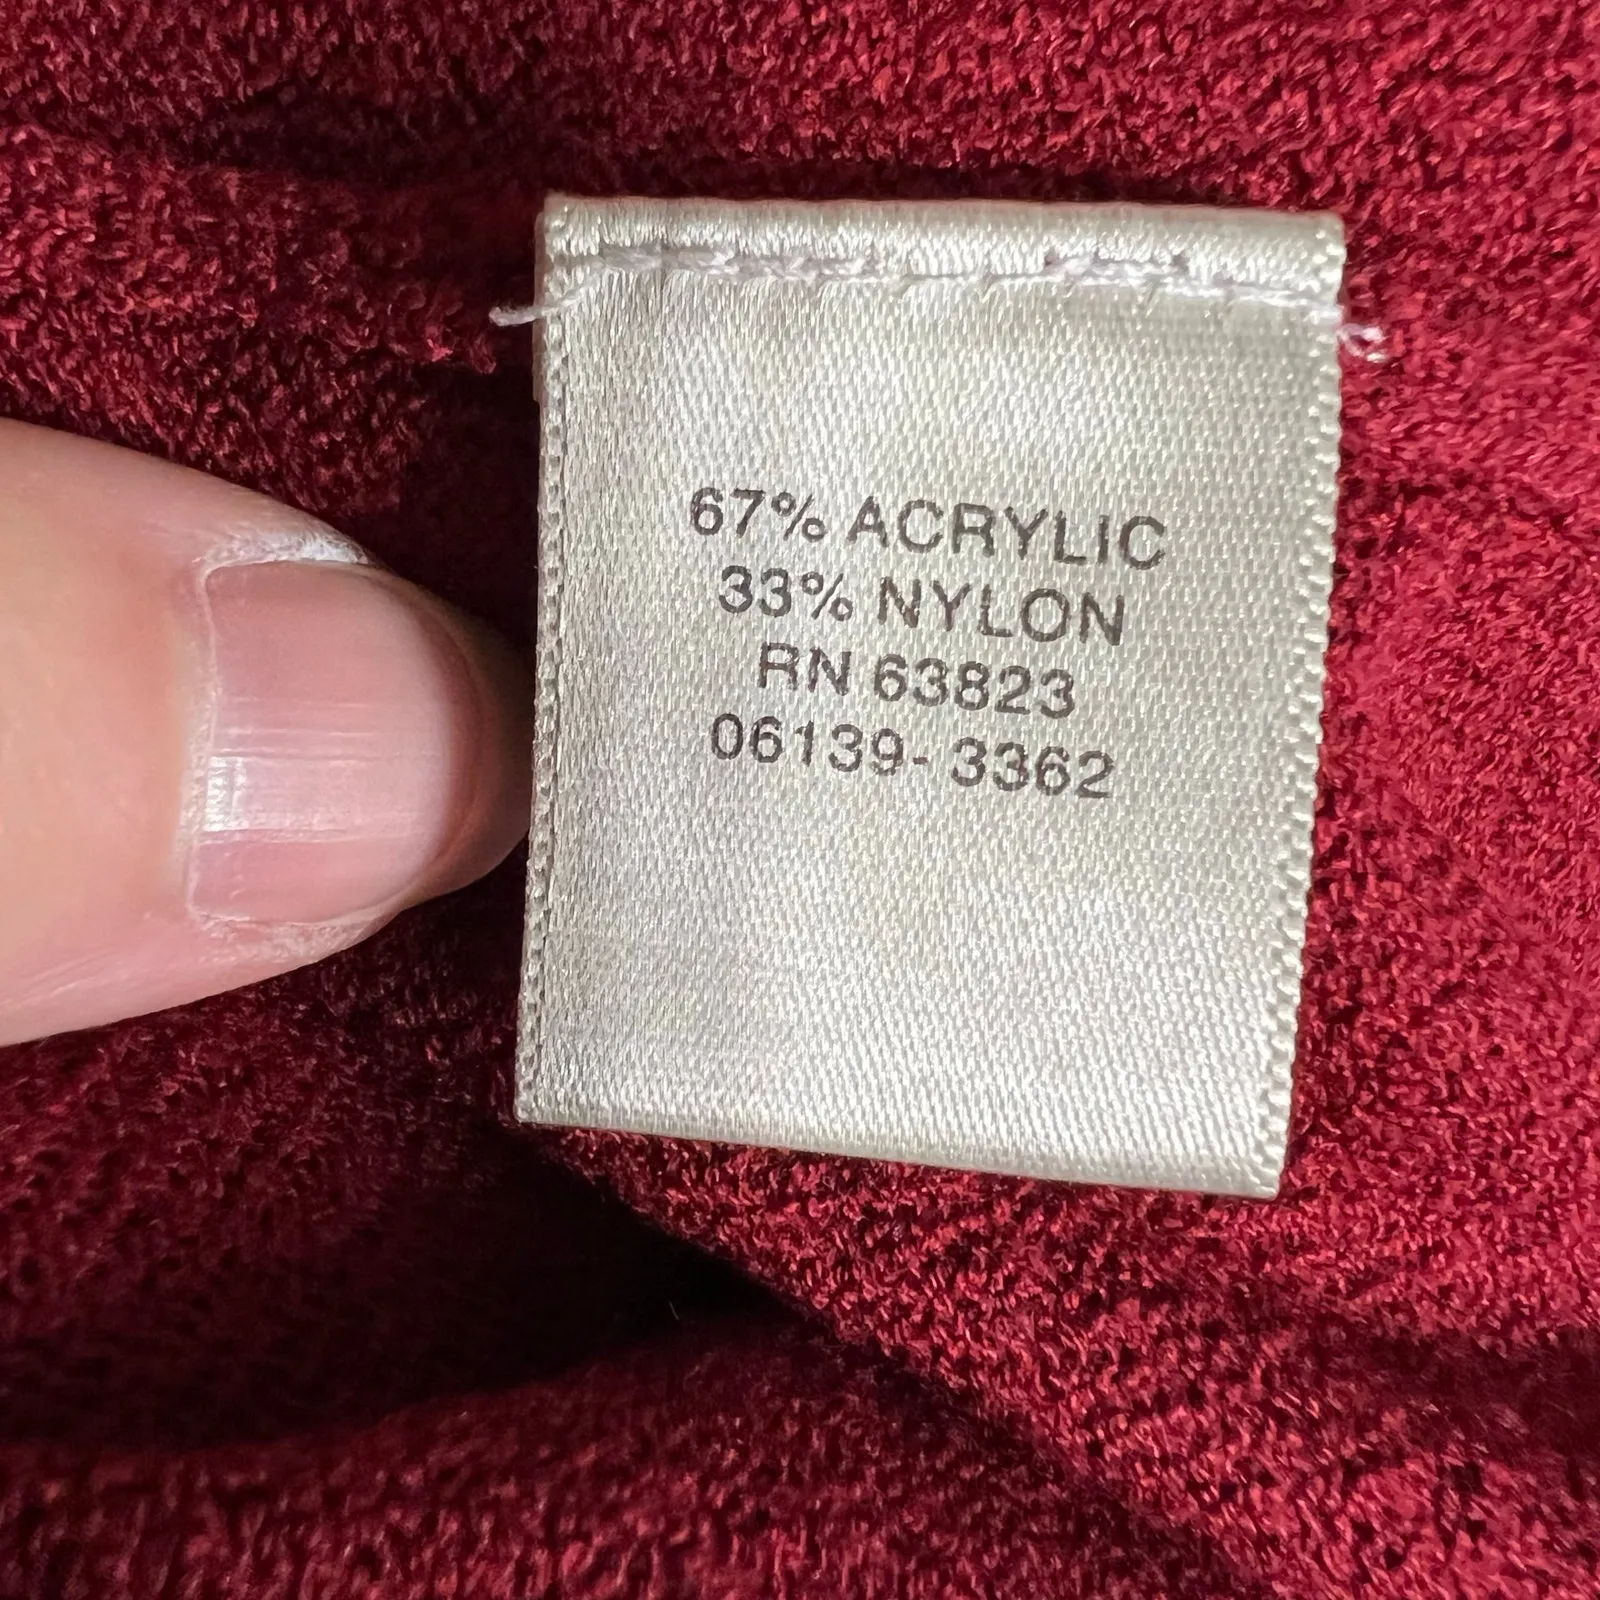 67% ACRYLIC
33% NYLON
RN 63823
06139-3362